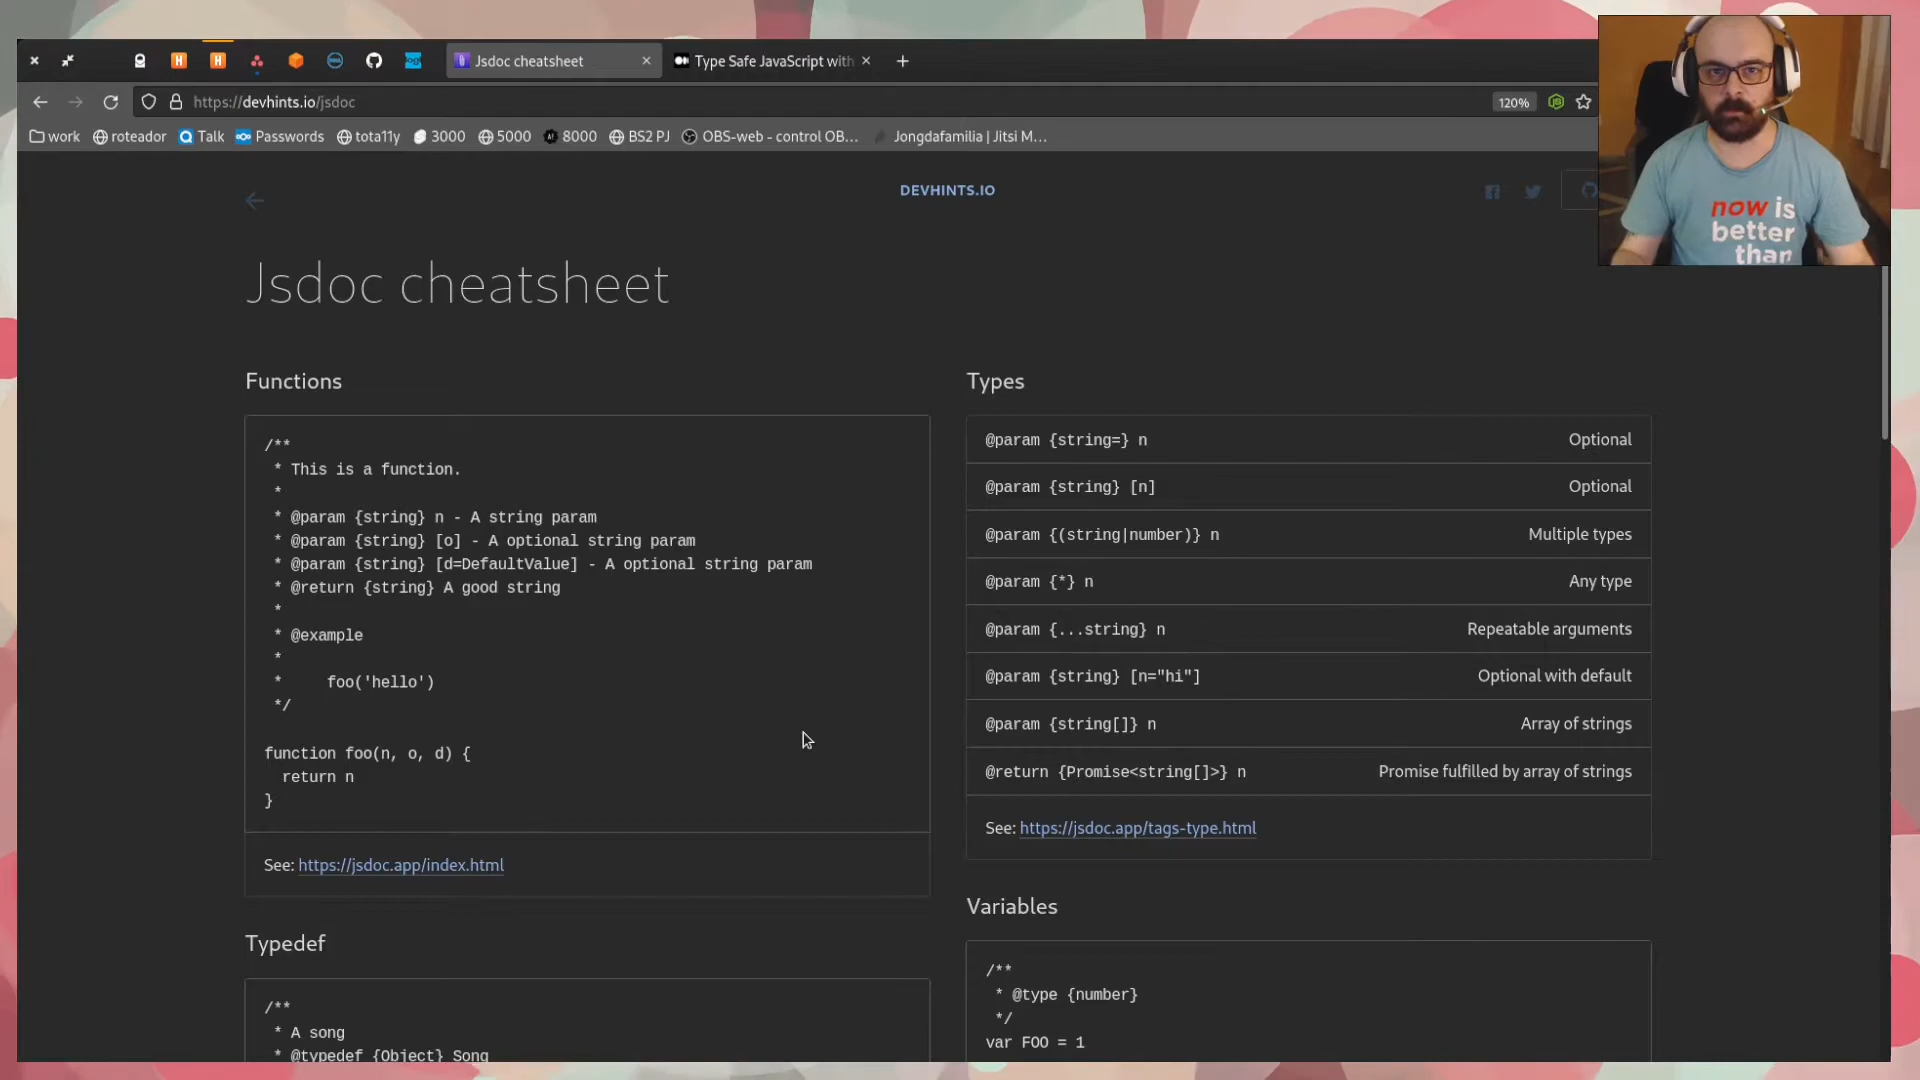 Jsdoc cheatsheet
Type Safe JavaScript with
https://devhints.io/jsdoc
120%
work
roteador
Talk
Passwords
tota11y
3000
5000
8000
BS2 PJ
OBS-web - control OB...
Jongdafamilia | Jitsi M...
now is
better
than
DEVHINTS.IO
Jsdoc cheatsheet
Functions
/**
* This is a function.
*
* @param {string} n - A string param
* @param {string} [o] - A optional string param
* @param {string} [d=DefaultValue] - A optional string param
* @return {string} A good string
*
* @example
*
* foo('hello')
*/
function foo(n, o, d) {
return n
}
See: https://jsdoc.app/index.html
Typedef
/**
* A song
* @typedef {Object} Song
Types
@param {string=} n Optional
@param {string} [n] Optional
@param {(string|number)} n Multiple types
@param {*} n Any type
@param {...string} n Repeatable arguments
@param {string} [n="hi"] Optional with default
@param {string[]} n Array of strings
@return {Promise<string[]>} n Promise fulfilled by array of strings
See: https://jsdoc.app/tags-type.html
Variables
/**
* @type {number}
*/
var FOO = 1